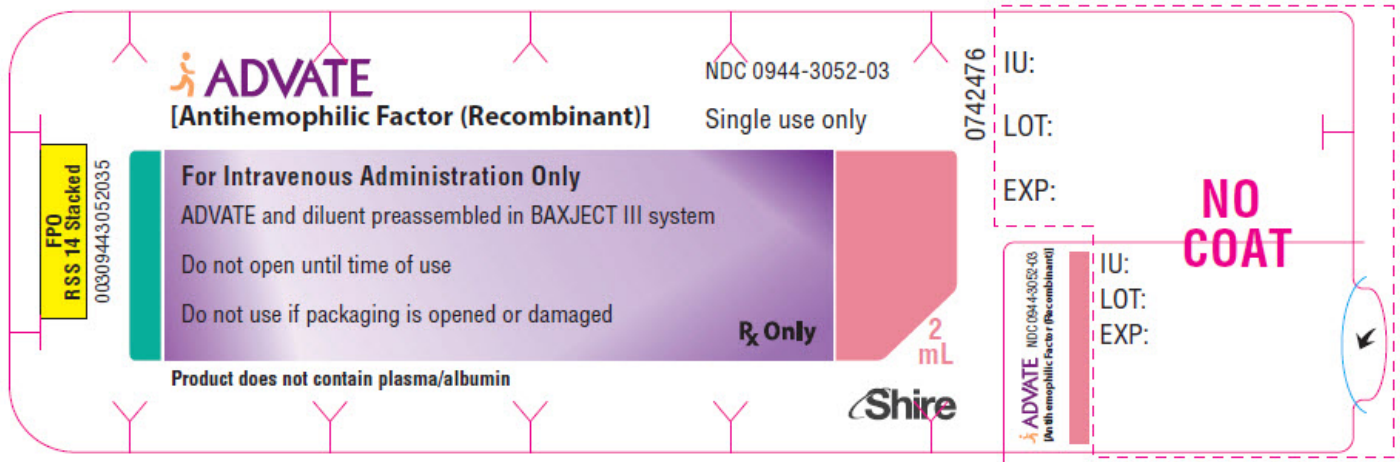 ADVATE
[Antihemophilic Factor (Recombinant)]
NDC 0944-3052-03
Single use only
For Intravenous Administration Only
ADVATE and diluent preassembled in BAXJECT III system
Do not open until time of use
Do not use if packaging is opened or damaged
Rx Only
2
mL
Product does not contain plasma/albumin
Shire
FPO
RSS 14 Stacked
00309443052035
0742476
IU:
LOT:
EXP:
NO
COAT
ADVATE NDC 0944-3052-03
[Antihemophilic Factor (Recombinant)]
IU:
LOT:
EXP: